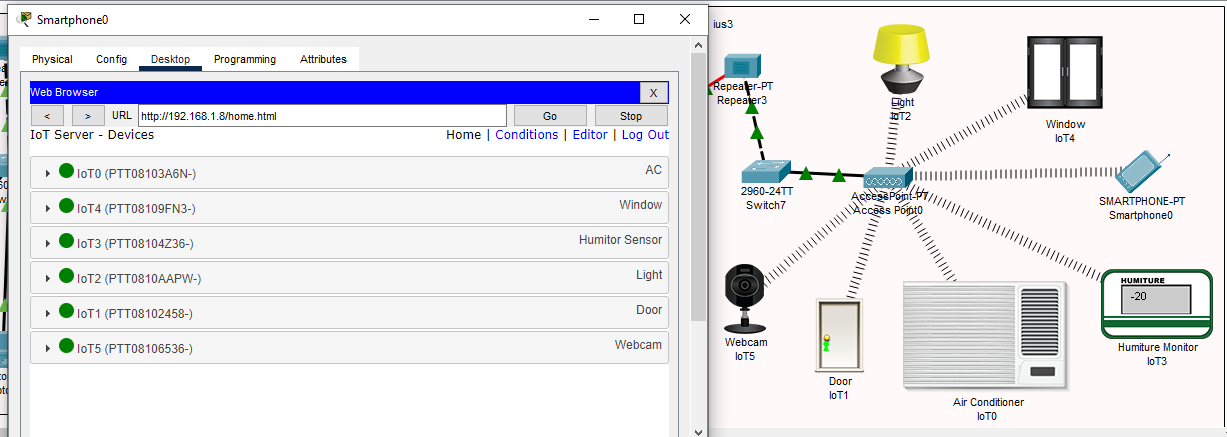 Smartphone0
Physical Config Desktop Programming Attributes
Web Browser X
< > URL http://192.168.1.8/home.html Go Stop
IoT Server - Devices Home | Conditions | Editor | Log Out
IoT0 (PTT08103A6N-) AC
IoT4 (PTT08109FN3-) Window
IoT3 (PTT08104Z36-) Humitor Sensor
IoT2 (PTT0810AAPW-) Light
IoT1 (PTT08102458-) Door
IoT5 (PTT08106536-) Webcam
ius3
Repeater-PT
Repeater3
Light
IoT2
Window
IoT4
2960-24TT
Switch7
AccessPoint-PT
Access Point0
SMARTPHONE-PT
Smartphone0
Webcam
IoT5
Door
IoT1
Air Conditioner
IoT0
HUMITURE
-20
Humiture Monitor
IoT3